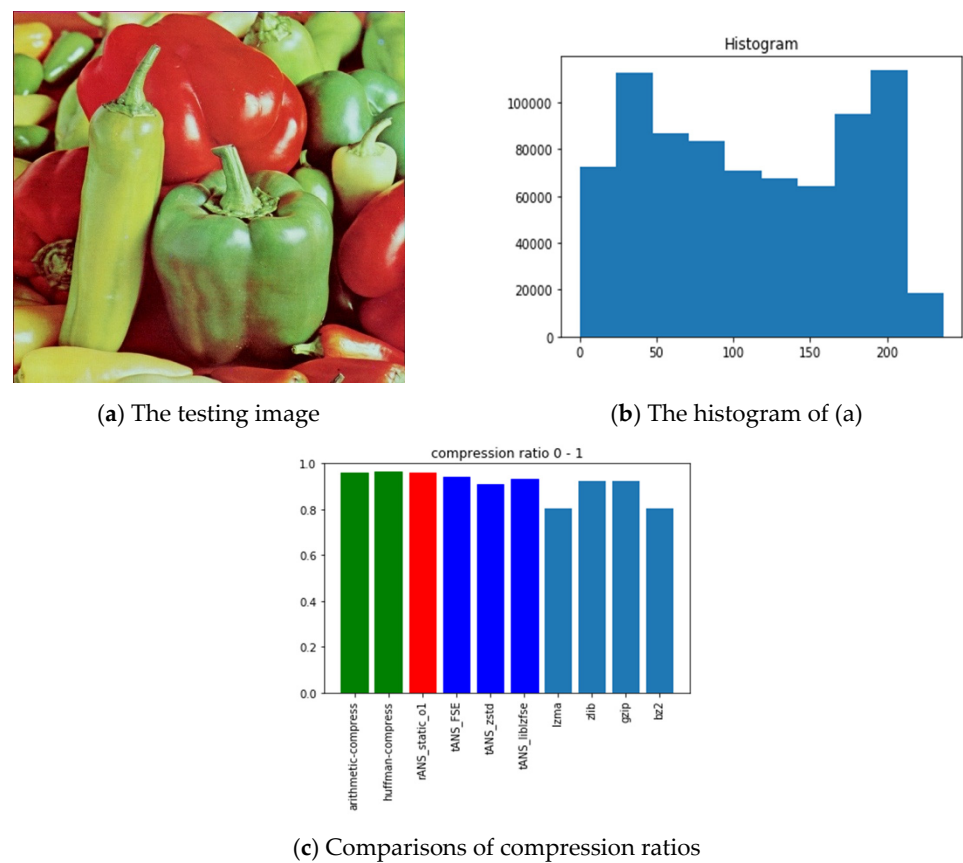 Histogram
100000
80000
60000
40000
20000
0
0 50 100 150 200
(a) The testing image
(b) The histogram of (a)
compression ratio 0 - 1
1.0
0.8
0.6
0.4
0.2
0.0
arithmetic-compress
huffman-compress
rANS_static_o1
tANS_FSE
tANS_zstd
tANS_liblzfse
lzma
zlib
gzip
bz2
(c) Comparisons of compression ratios